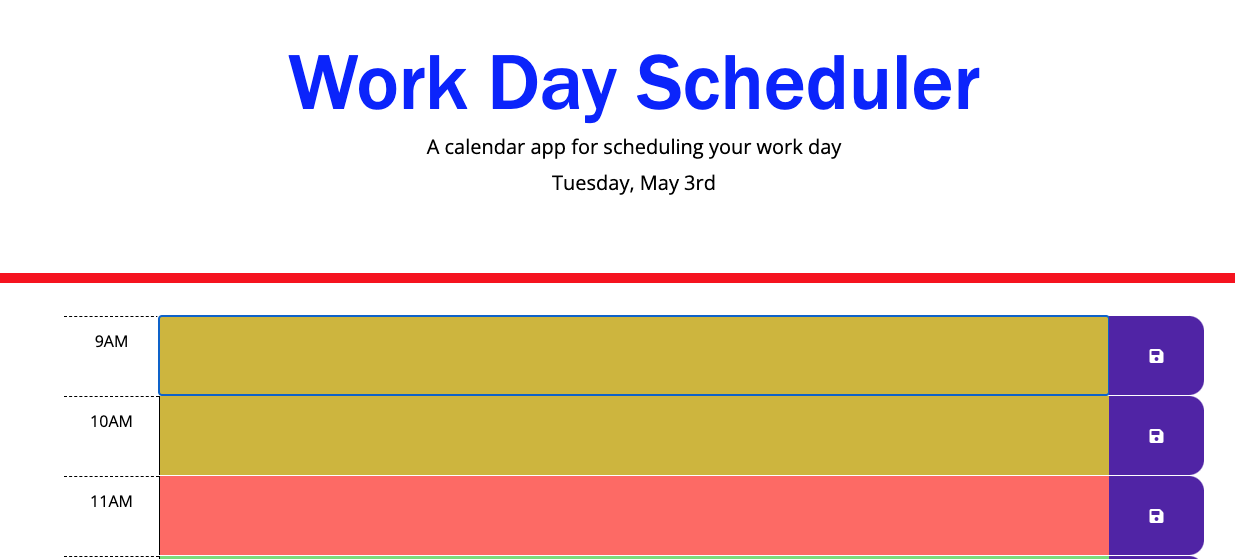 Work Day Scheduler
A calendar app for scheduling your work day
Tuesday, May 3rd
9AM
10AM
11AM